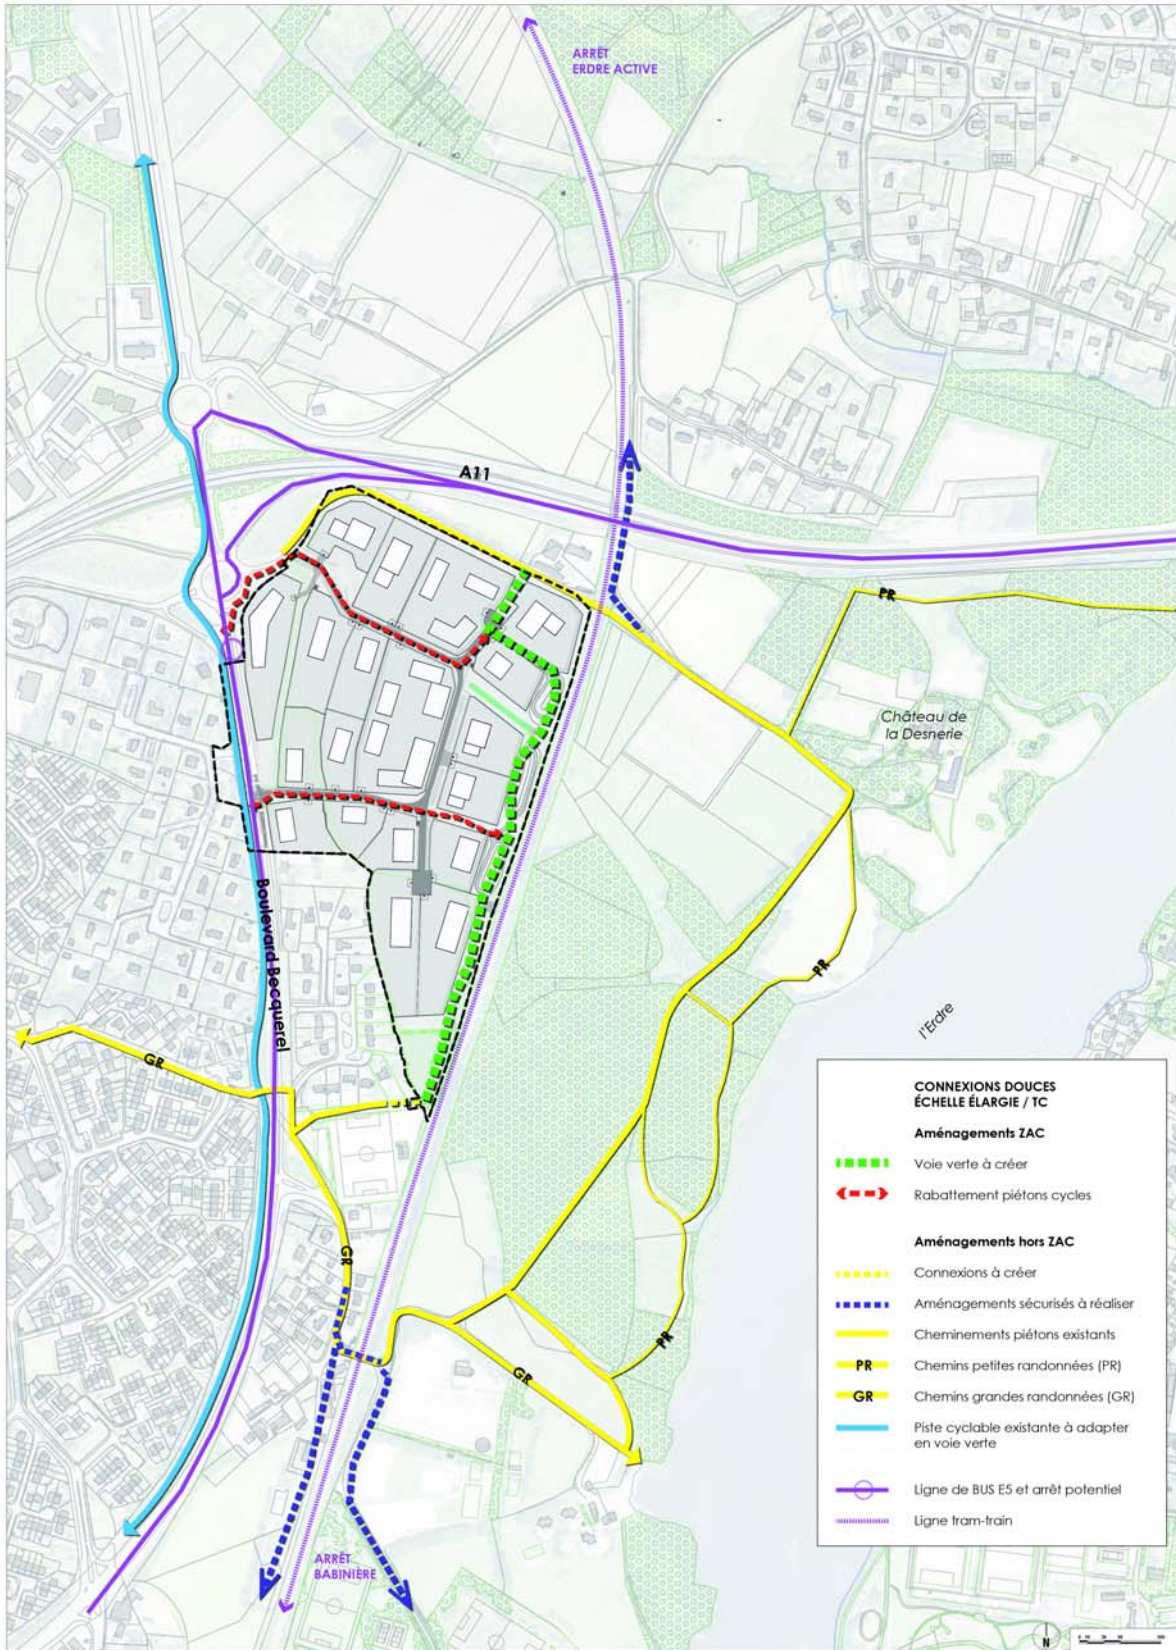 ARRÊT
ERDRE ACTIVE
A11
PR
Château de
la Desnerie
Boulevard Becquerel
PR
l'Erdre
GR
GR
PR
GR
ARRÊT
BABINIÈRE
CONNEXIONS DOUCES
ÉCHELLE ÉLARGIE / TC
Aménagements ZAC
Voie verte à créer
Rabattement piétons cycles
Aménagements hors ZAC
Connexions à créer
Aménagements sécurisés à réaliser
Cheminements piétons existants
PR Chemins petites randonnées (PR)
GR Chemins grandes randonnées (GR)
Piste cyclable existante à adapter
en voie verte
Ligne de BUS E5 et arrêt potentiel
Ligne tram-train
N